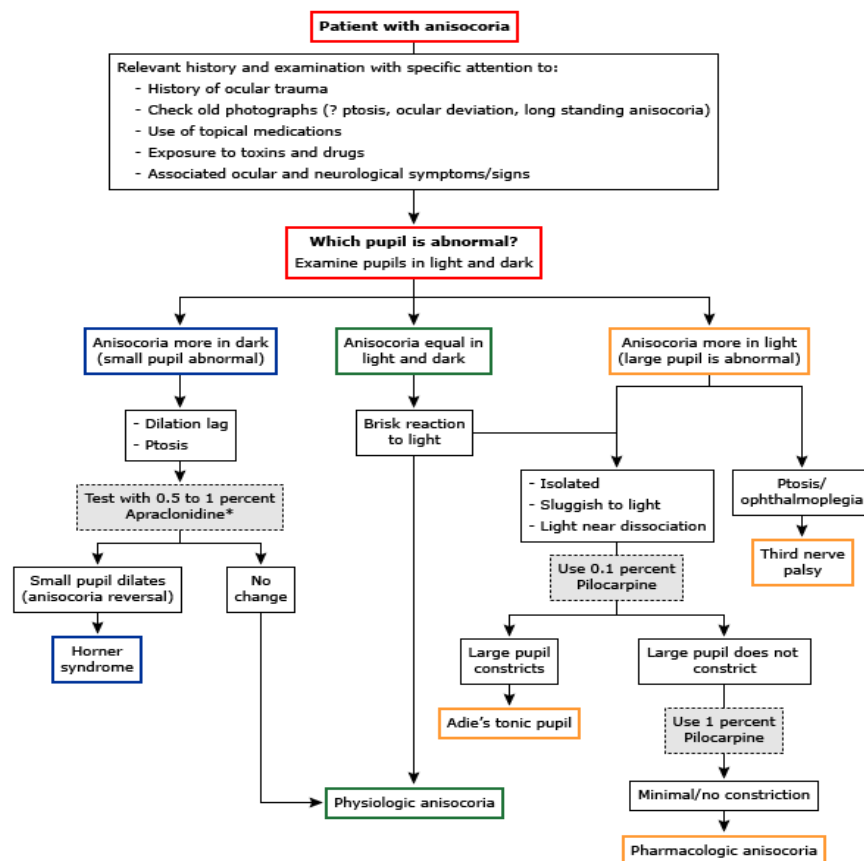 Patient with anisocoria
Relevant history and examination with specific attention to:
- History of ocular trauma
- Check old photographs (? ptosis, ocular deviation, long standing anisocoria)
- Use of topical medications
- Exposure to toxins and drugs
- Associated ocular and neurological symptoms/signs
Which pupil is abnormal?
Examine pupils in light and dark
Anisocoria more in dark
(small pupil abnormal)
Anisocoria equal in
light and dark
Anisocoria more in light
(large pupil is abnormal)
- Dilation lag
- Ptosis
Brisk reaction
to light
- Isolated
- Sluggish to light
- Light near dissociation
Ptosis/
ophthalmoplegia
Test with 0.5 to 1 percent
Apraclonidine*
Third nerve
palsy
Use 0.1 percent
Pilocarpine
Small pupil dilates
(anisocoria reversal)
No
change
Horner
syndrome
Large pupil
constricts
Large pupil does not
constrict
Adie's tonic pupil
Use 1 percent
Pilocarpine
Physiologic anisocoria
Minimal/no constriction
Pharmacologic anisocoria